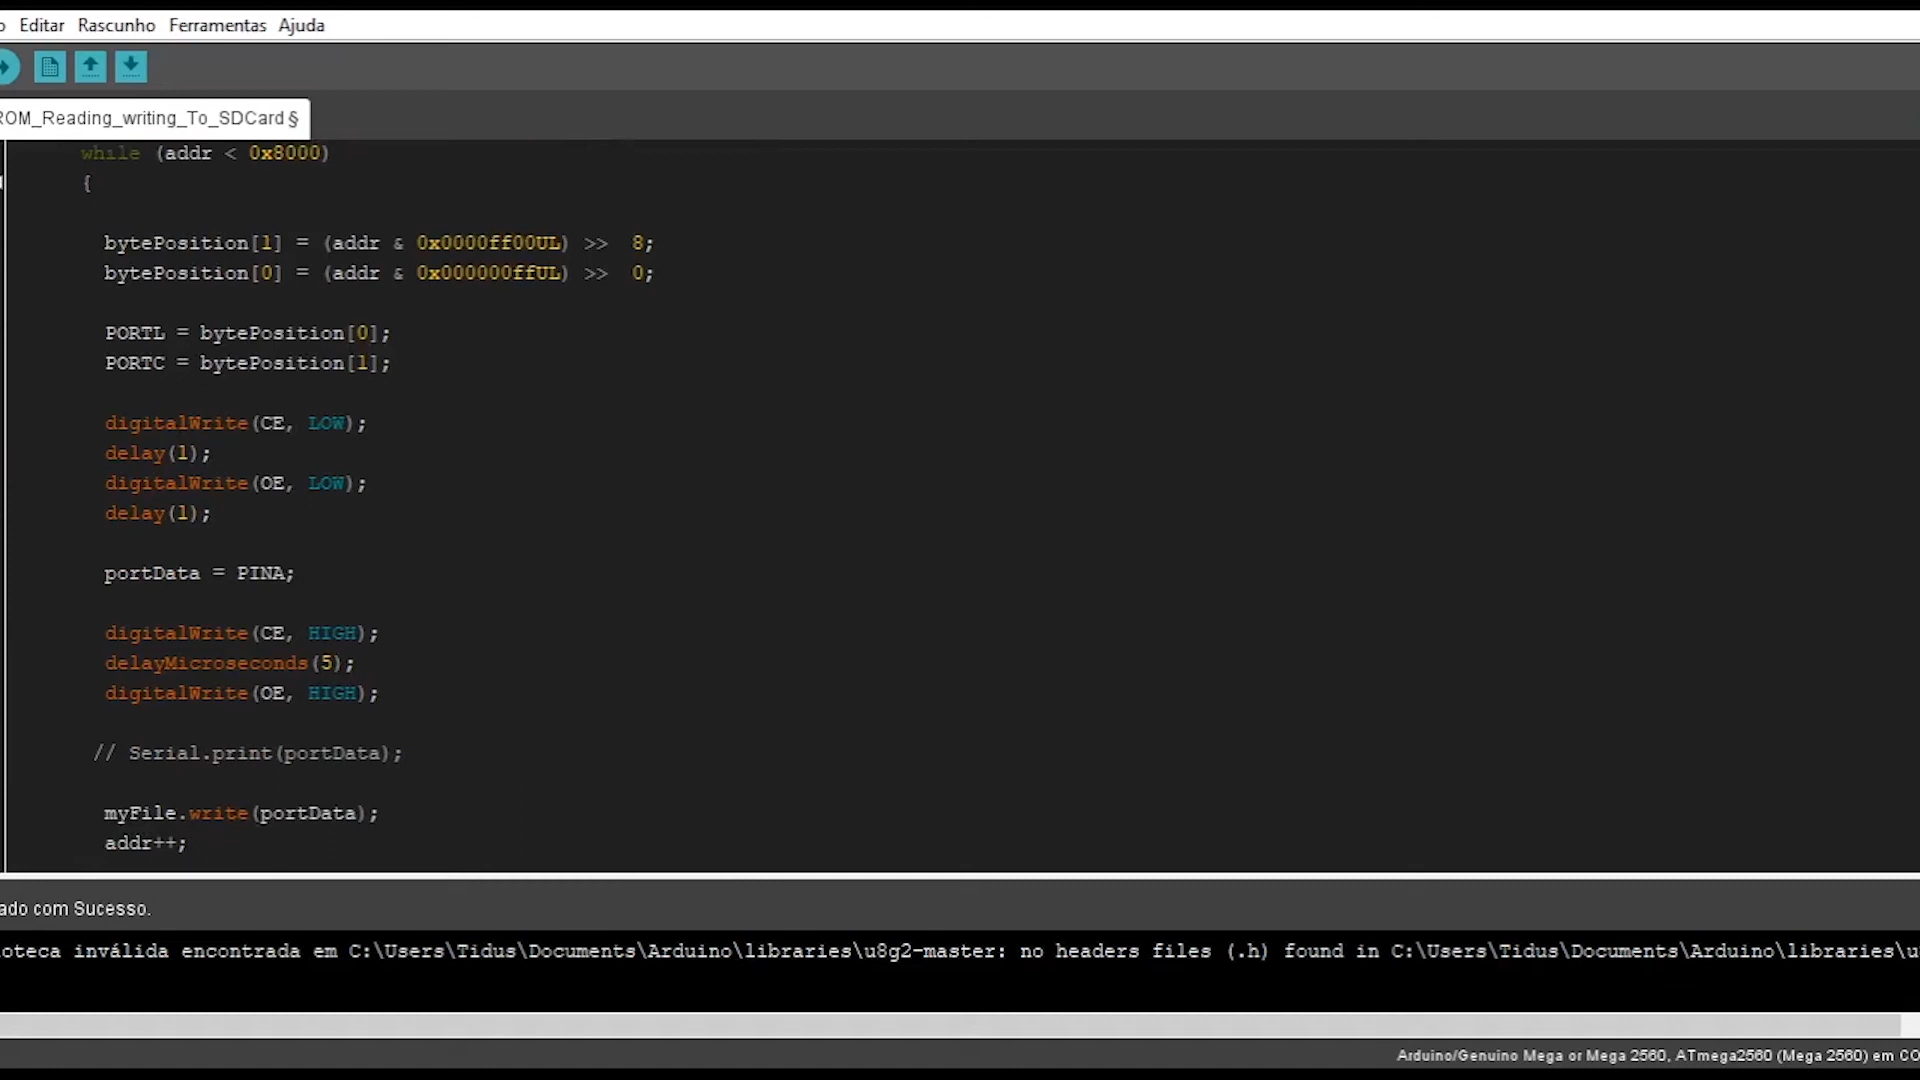 Editar Rascunho Ferramentas Ajuda
ROM_Reading_writing_To_SDCard §
while (addr < 0x8000)
{
bytePosition[1] = (addr & 0x0000ff00UL) >> 8;
bytePosition[0] = (addr & 0x000000ffUL) >> 0;
PORTL = bytePosition[0];
PORTC = bytePosition[1];
digitalWrite(CE, LOW);
delay(1);
digitalWrite(OE, LOW);
delay(1);
portData = PINA;
digitalWrite(CE, HIGH);
delayMicroseconds(5);
digitalWrite(OE, HIGH);
// Serial.print(portData);
myFile.write(portData);
addr++;
ado com Sucesso.
oteca inválida encontrada em C:\Users\Tidus\Documents\Arduino\libraries\u8g2-master: no headers files (.h) found in C:\Users\Tidus\Documents\Arduino\libraries\u
Arduino/Genuino Mega or Mega 2560, ATmega2560 (Mega 2560) em CO